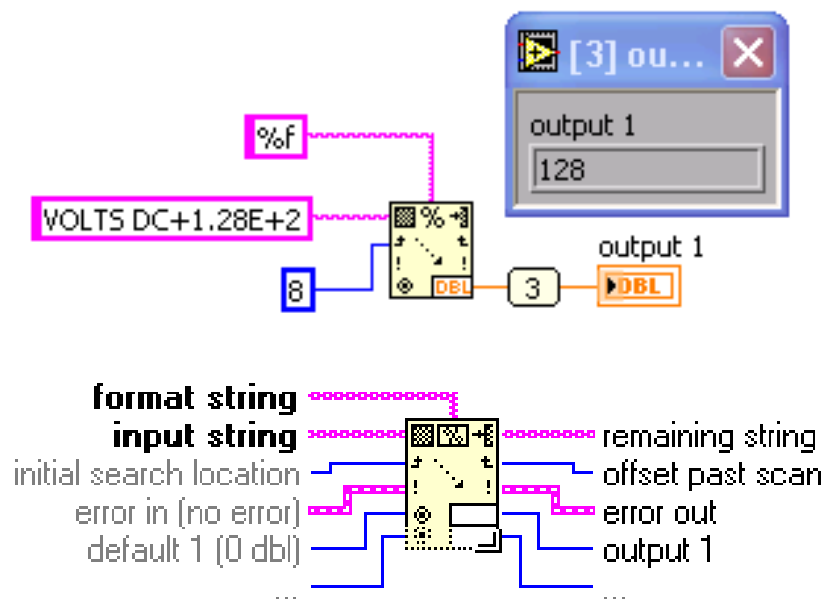 [3] ou...
output 1
128
%f
VOLTS DC+1.28E+2
%
8
DBL
3
output 1
DBL
format string
input string
initial search location
error in (no error)
default 1 (0 dbl)
...
%
remaining string
offset past scan
error out
output 1
...